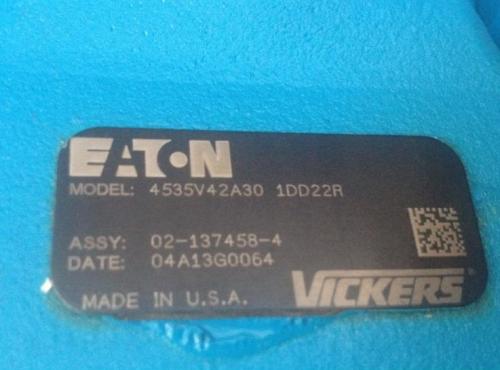 EATON
MODEL: 4535V42A30 1DD22R
ASSY: 02-137458-4
DATE: 04A13G0064
MADE IN U.S.A. VICKERS®